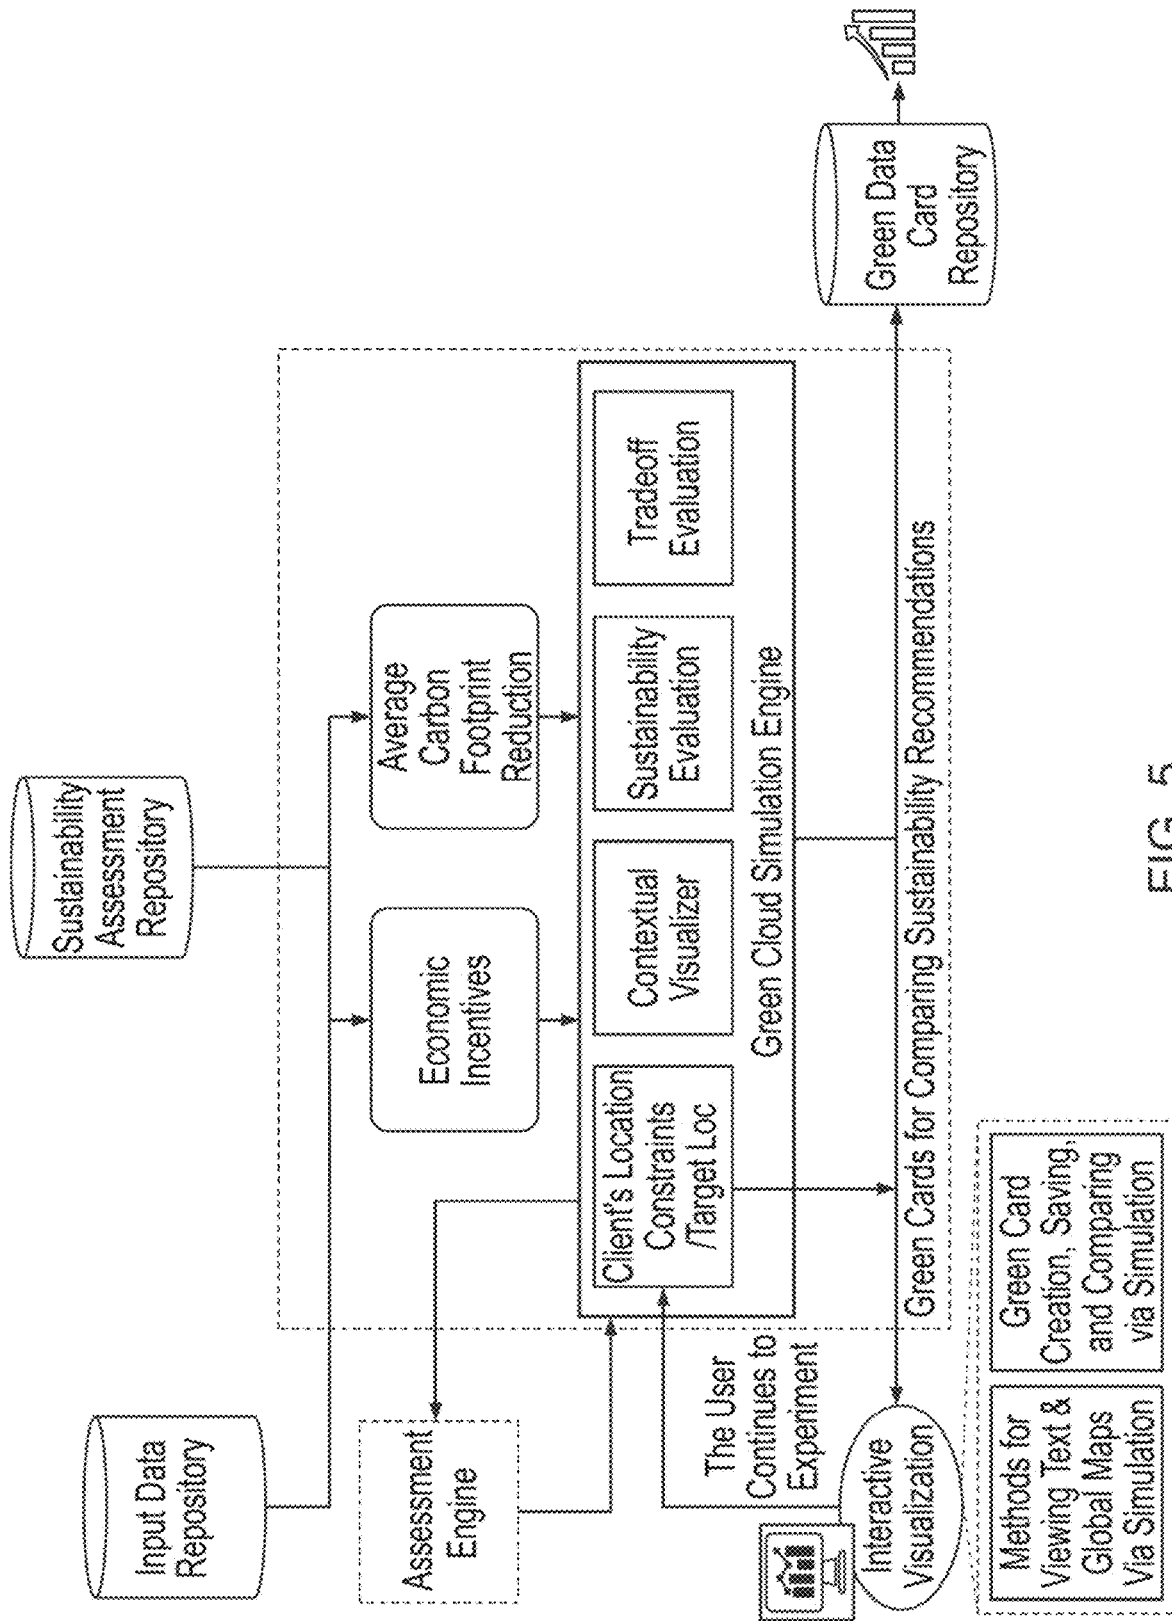 Input Data
Repository
Sustainability
Assessment
Repository
Assessment
Engine
Economic
Incentives
Average
Carbon
Footprint
Reduction
Client's Location
Constraints
/Target Loc
Contextual
Visualizer
Sustainability
Evaluation
Tradeoff
Evaluation
Green Cloud Simulation Engine
The User
Continues to
Experiment
Interactive
Visualization
Green Cards for Comparing Sustainability Recommendations
Green Data
Card
Repository
Methods for
Viewing Text &
Global Maps
Via Simulation
Green Card
Creation, Saving,
and Comparing
via Simulation
FIG. 5